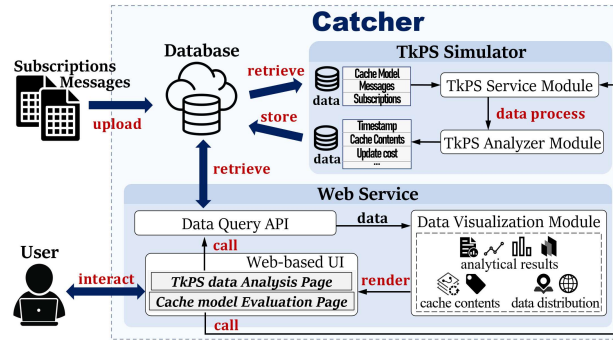 Catcher
Subscriptions
Messages
upload
Database
retrieve
store
retrieve
TkPS Simulator
data
Cache Model
Messages
Subscriptions
TkPS Service Module
data process
data
Timestamp
Cache Contents
Update cost
...
TkPS Analyzer Module
Web Service
Data Query API
data
Data Visualization Module
analytical results
cache contents
data distribution
call
Web-based UI
TkPS data Analysis Page
Cache model Evaluation Page
render
call
User
interact